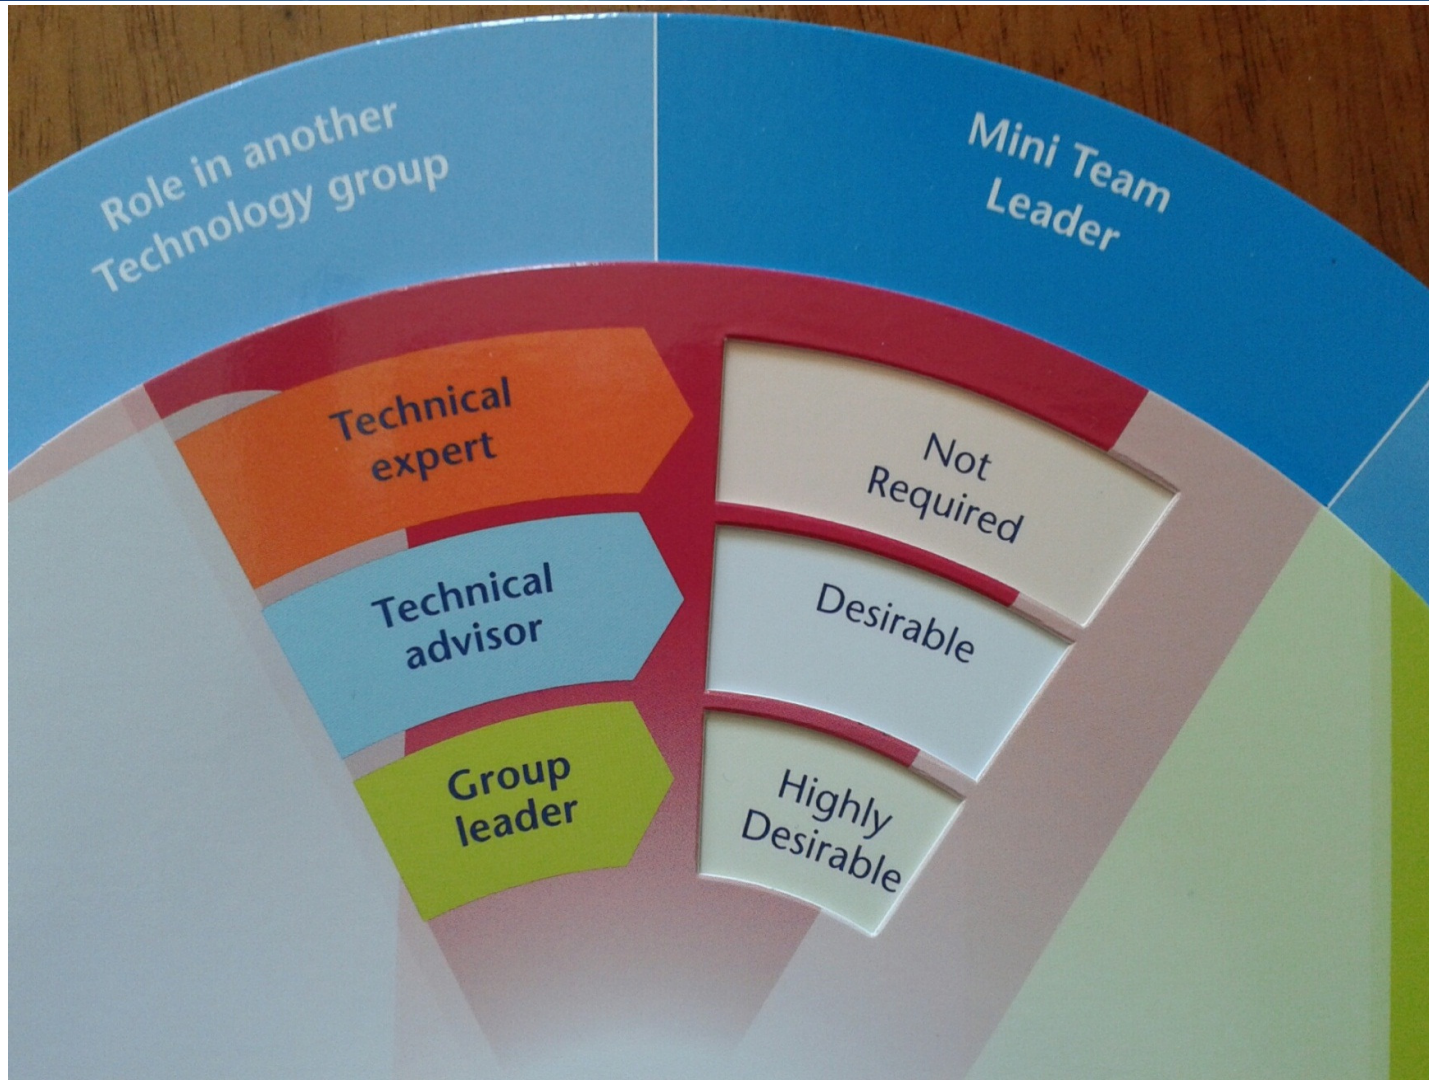 Role in another
Technology group
Mini Team
Leader
Technical
expert
Not
Required
Technical
advisor
Desirable
Group
leader
Highly
Desirable